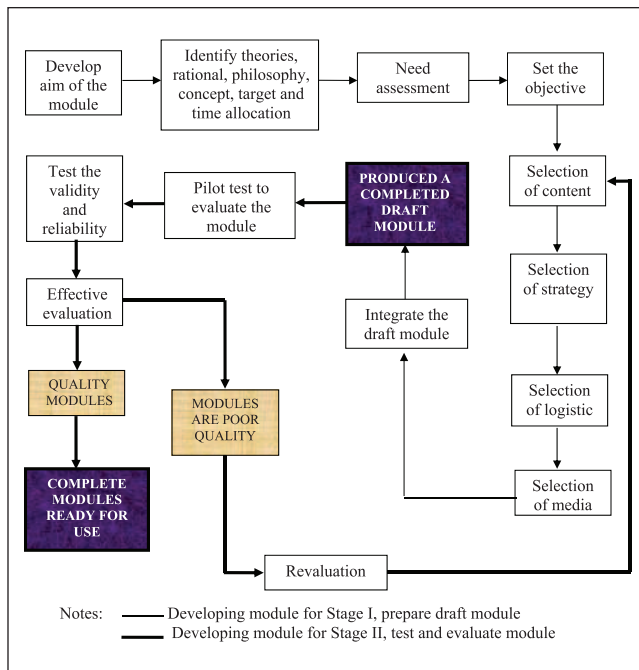 Develop
aim of the
module
Identify theories,
rational, philosophy,
concept, target and
time allocation
Need
assessment
Set the
objective
Test the
validity
and
reliability
Pilot test to
evaluate the
module
PRODUCED A
COMPLETED
DRAFT
MODULE
Selection
of content
Selection
of strategy
Effective
evaluation
Integrate the
draft module
QUALITY
MODULES
MODULES
ARE POOR
QUALITY
Selection
of logistic
COMPLETE
MODULES
READY FOR
USE
Selection
of media
Revaluation
Notes: Developing module for Stage I, prepare draft module
Developing module for Stage II, test and evaluate module